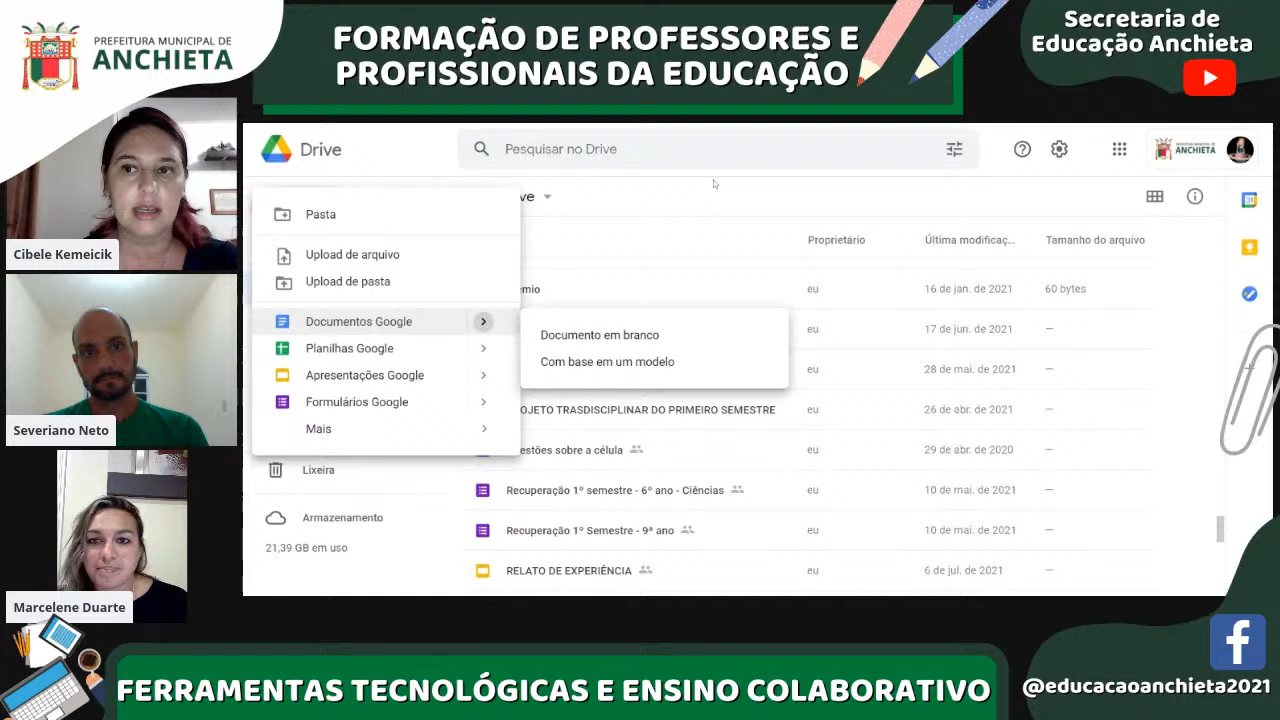 PREFEITURA MUNICIPAL DE
ANCHIETA
FORMAÇÃO DE PROFESSORES E
PROFISSIONAIS DA EDUCAÇÃO
Secretaria de
Educação Anchieta
Cibele Kemeicik
Severiano Neto
Marcelene Duarte
Drive
Pesquisar no Drive
ANCHIETA
ve
Pasta
Upload de arquivo
Upload de pasta
Documentos Google
Planilhas Google
Apresentações Google
Formulários Google
Mais
Documento em branco
Com base em um modelo
Lixeira
Armazenamento
21,39 GB em uso
Proprietário Última modificaç... Tamanho do arquivo
emio eu 16 de jan. de 2021 60 bytes
eu 17 de jun. de 2021 —
eu 28 de mai. de 2021 —
OJETO TRASDISCIPLINAR DO PRIMEIRO SEMESTRE eu 26 de abr. de 2021 —
estões sobre a célula eu 29 de abr. de 2020 —
Recuperação 1º semestre - 6º ano - Ciências eu 10 de mai. de 2021 —
Recuperação 1º Semestre - 9ª ano eu 10 de mai. de 2021 —
RELATO DE EXPERIÊNCIA eu 6 de jul. de 2021 —
FERRAMENTAS TECNOLÓGICAS E ENSINO COLABORATIVO
@educacaoanchieta2021